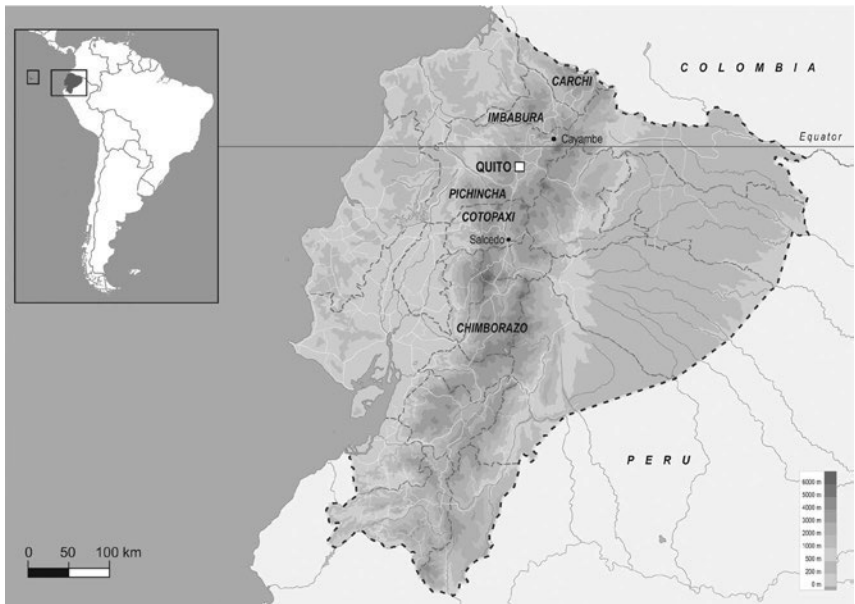 COLOMBIA
CARCHI
IMBABURA
Cayambe
Equator
QUITO
PICHINCHA
COTOPAXI
Salcedo
CHIMBORAZO
PERU
6000 m
5000 m
4000 m
3000 m
2000 m
1000 m
500 m
200 m
0 m
0 50 100 km